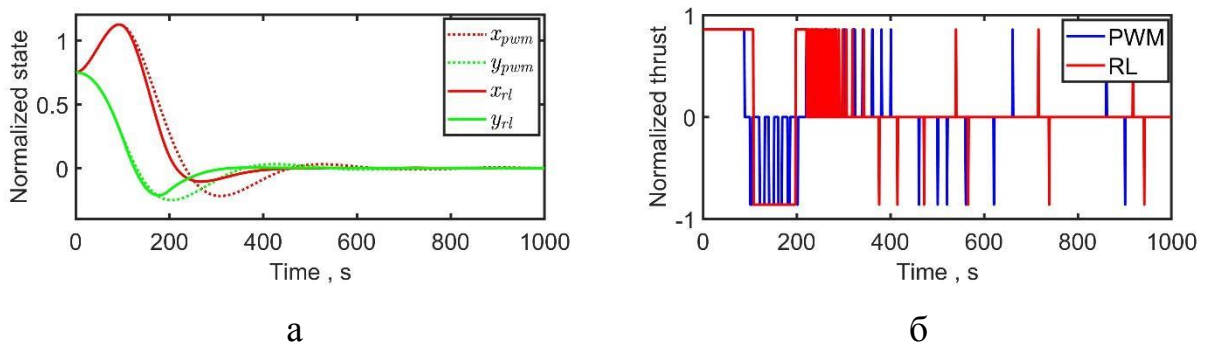 1
0.5
0
Normalized state
x_pwm
y_pwm
x_rl
y_rl
0 200 400 600 800 1000
Time , s
а
1
0
-1
Normalized thrust
PWM
RL
0 200 400 600 800 1000
Time , s
б